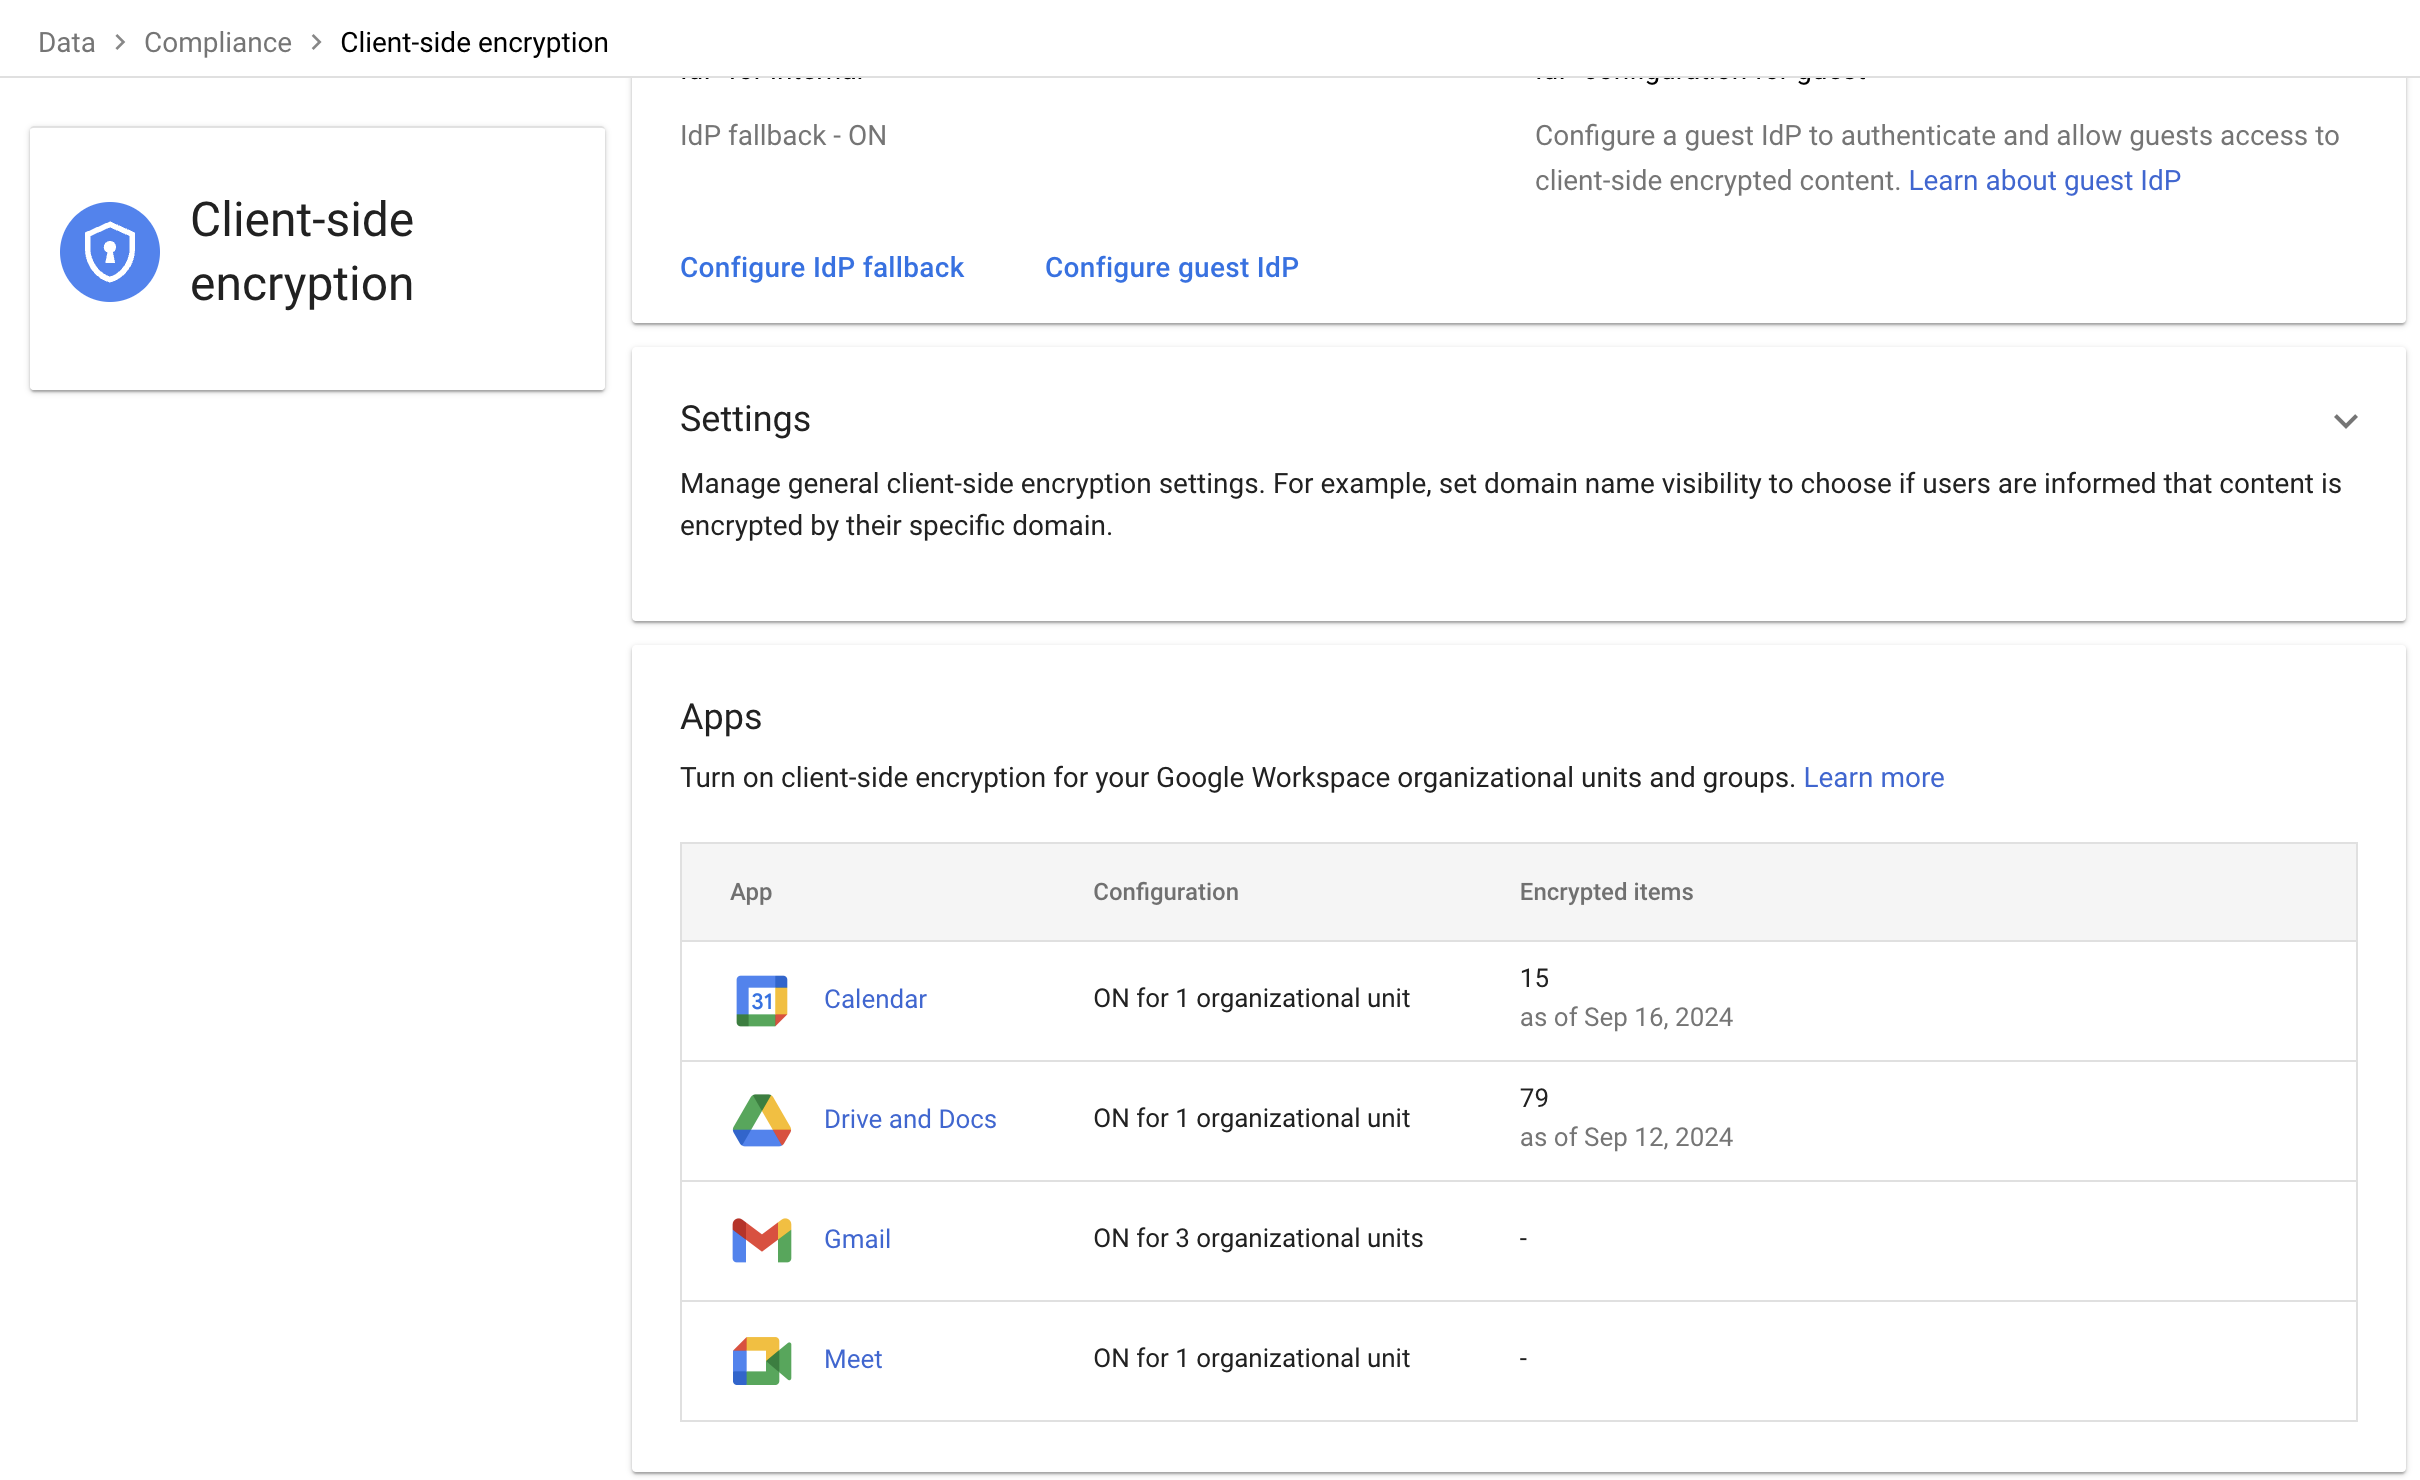 Data > Compliance > Client-side encryption
Client-side
encryption
IdP fallback - ON
Configure a guest IdP to authenticate and allow guests access to
client-side encrypted content. Learn about guest IdP
Configure IdP fallback Configure guest IdP
Settings
Manage general client-side encryption settings. For example, set domain name visibility to choose if users are informed that content is
encrypted by their specific domain.
Apps
Turn on client-side encryption for your Google Workspace organizational units and groups. Learn more
App Configuration Encrypted items
31 Calendar ON for 1 organizational unit 15
as of Sep 16, 2024
Drive and Docs ON for 1 organizational unit 79
as of Sep 12, 2024
Gmail ON for 3 organizational units -
Meet ON for 1 organizational unit -